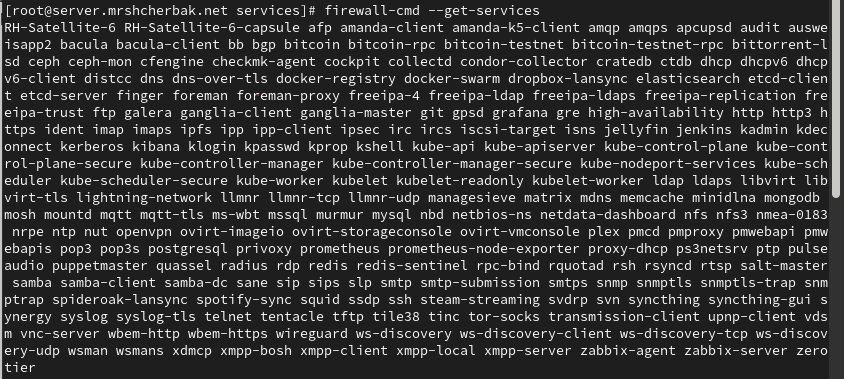 [root@server.mrshcherbak.net services]# firewall-cmd --get-services
RH-Satellite-6 RH-Satellite-6-capsule afp amanda-client amanda-k5-client amqp amqps apcupsd audit auswe
isapp2 bacula bacula-client bb bgp bitcoin bitcoin-rpc bitcoin-testnet bitcoin-testnet-rpc bittorrent-l
sd ceph ceph-mon cfengine checkmk-agent cockpit collectd condor-collector cratedb ctdb dhcp dhcpv6 dhcp
v6-client distcc dns dns-over-tls docker-registry docker-swarm dropbox-lansync elasticsearch etcd-clien
t etcd-server finger foreman foreman-proxy freeipa-4 freeipa-ldap freeipa-ldaps freeipa-replication fre
eipa-trust ftp galera ganglia-client ganglia-master git gpsd grafana gre high-availability http http3 h
ttps ident imap imaps ipfs ipp ipp-client ipsec irc ircs iscsi-target isns jellyfin jenkins kadmin kdec
onnect kerberos kibana klogin kpasswd kprop kshell kube-api kube-apiserver kube-control-plane kube-cont
rol-plane-secure kube-controller-manager kube-controller-manager-secure kube-nodeport-services kube-sch
eduler kube-scheduler-secure kube-worker kubelet kubelet-readonly kubelet-worker ldap ldaps libvirt lib
virt-tls lightning-network llmnr llmnr-tcp llmnr-udp managesieve matrix mdns memcache minidlna mongodb
mosh mountd mqtt mqtt-tls ms-wbt mssql murmur mysql nbd netbios-ns netdata-dashboard nfs nfs3 nmea-0183
nrpe ntp nut openvpn ovirt-imageio ovirt-storageconsole ovirt-vmconsole plex pmcd pmproxy pmwebapi pmw
ebapis pop3 pop3s postgresql privoxy prometheus prometheus-node-exporter proxy-dhcp ps3netsrv ptp pulse
audio puppetmaster quassel radius rdp redis redis-sentinel rpc-bind rquotad rsh rsyncd rtsp salt-master
samba samba-client samba-dc sane sip sips slp smtp smtp-submission smtps snmp snmptls snmptls-trap snm
ptrap spideroak-lansync spotify-sync squid ssdp ssh steam-streaming svdrp svn syncthing syncthing-gui s
ynergy syslog syslog-tls telnet tentacle tftp tile38 tinc tor-socks transmission-client upnp-client vds
m vnc-server wbem-http wbem-https wireguard ws-discovery ws-discovery-client ws-discovery-tcp ws-discov
ery-udp wsman wsmans xdmcp xmpp-bosh xmpp-client xmpp-local xmpp-server zabbix-agent zabbix-server zero
tier